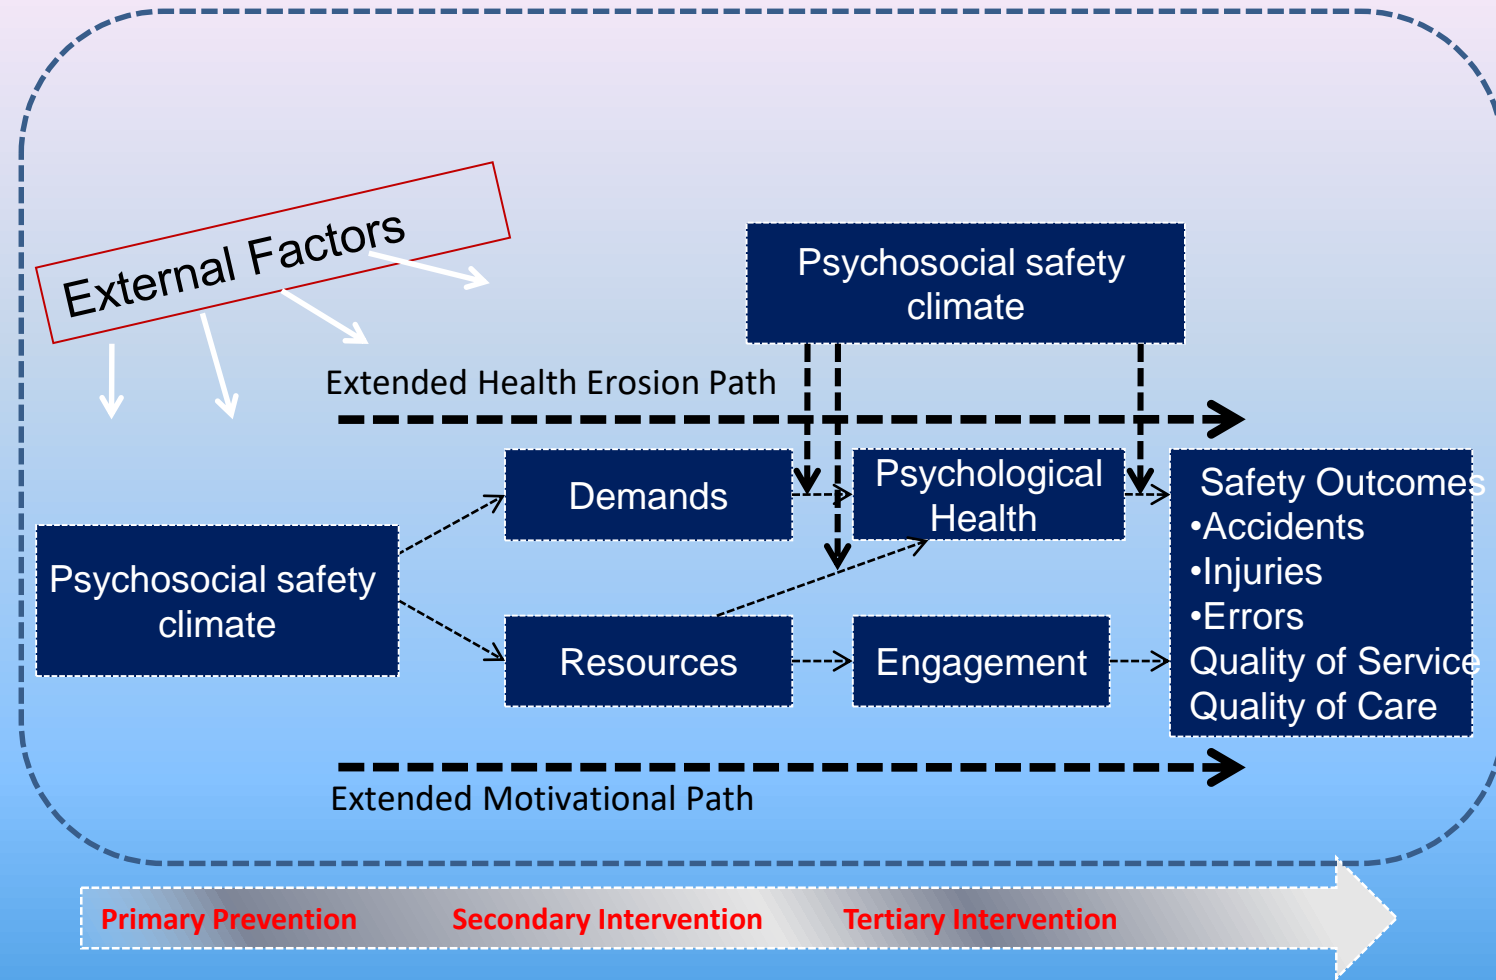 External Factors
Psychosocial safety
climate
Extended Health Erosion Path
Demands
Psychological
Health
Safety Outcomes
•Accidents
•Injuries
•Errors
Quality of Service
Quality of Care
Psychosocial safety
climate
Resources
Engagement
Extended Motivational Path
Primary Prevention
Secondary Intervention
Tertiary Intervention